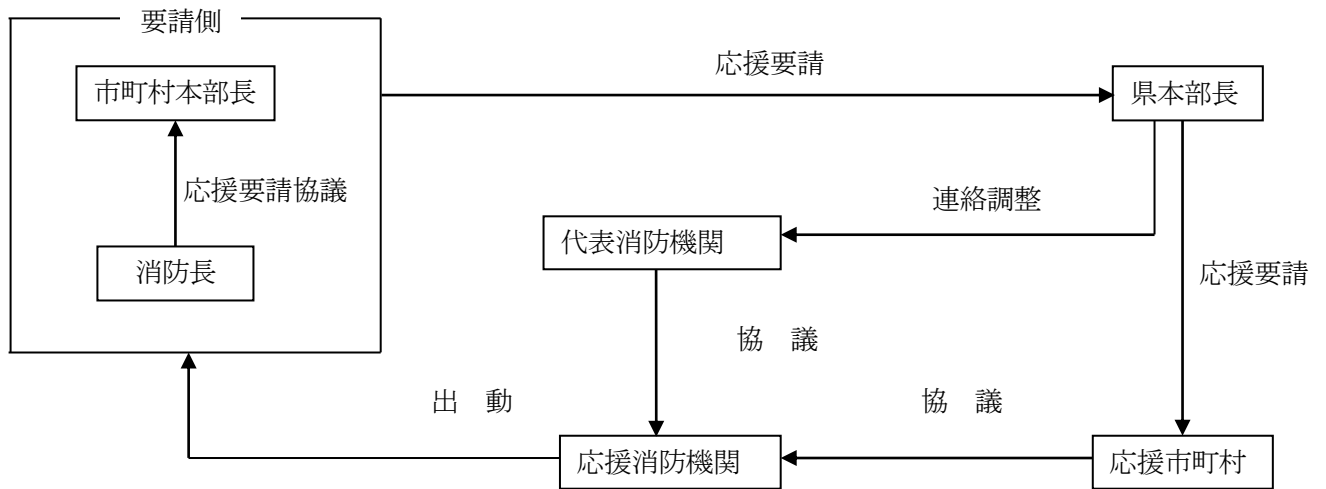 要請側
応援要請
市町村本部長
県本部長
応援要請協議
連絡調整
代表消防機関
消防長
応援要請
協　議
出　動
協　議
応援消防機関
応援市町村